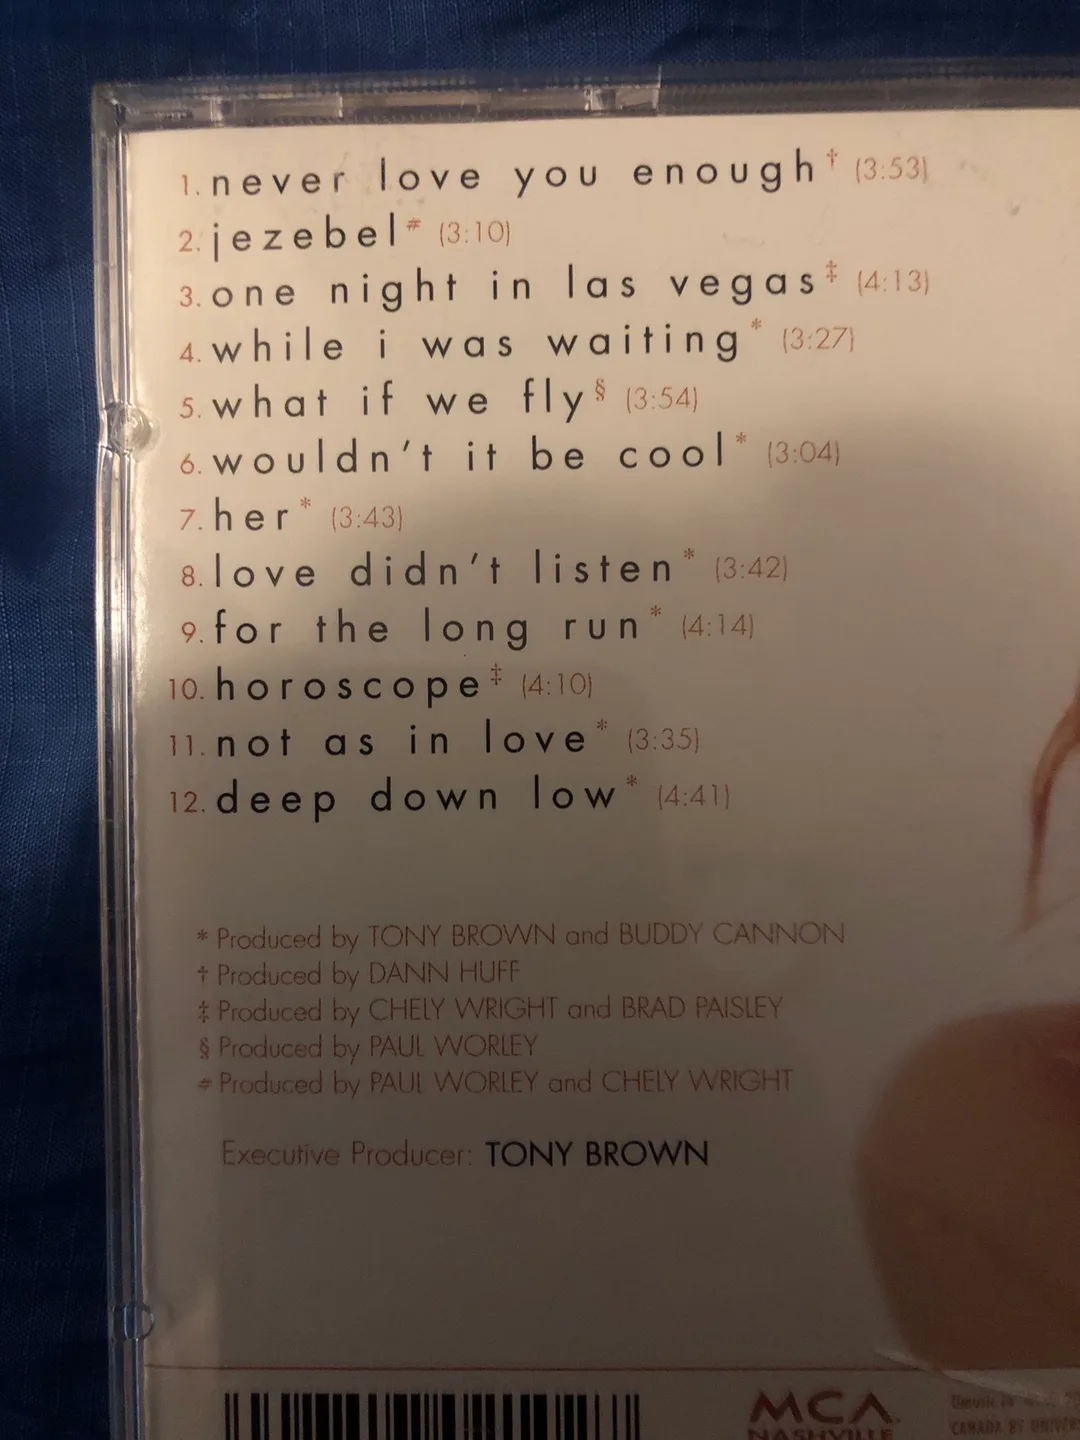 1. never love you enough† (3:53)
2. jezebel# (3:10)
3. one night in las vegas‡ (4:13)
4. while i was waiting* (3:27)
5. what if we fly§ (3:54)
6. wouldn't it be cool* (3:04)
7. her* (3:43)
8. love didn't listen* (3:42)
9. for the long run* (4:14)
10. horoscope‡ (4:10)
11. not as in love* (3:35)
12. deep down low* (4:41)
* Produced by TONY BROWN and BUDDY CANNON
† Produced by DANN HUFF
‡ Produced by CHELY WRIGHT and BRAD PAISLEY
§ Produced by PAUL WORLEY
# Produced by PAUL WORLEY and CHELY WRIGHT
Executive Producer: TONY BROWN
MCA
NASHVILLE
CANADA BY